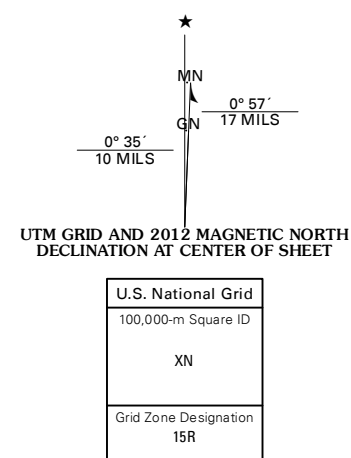 ★
MN
0° 57´
17 MILS
GN
0° 35´
10 MILS
UTM GRID AND 2012 MAGNETIC NORTH
DECLINATION AT CENTER OF SHEET
U.S. National Grid
100,000-m Square ID
XN
Grid Zone Designation
15R